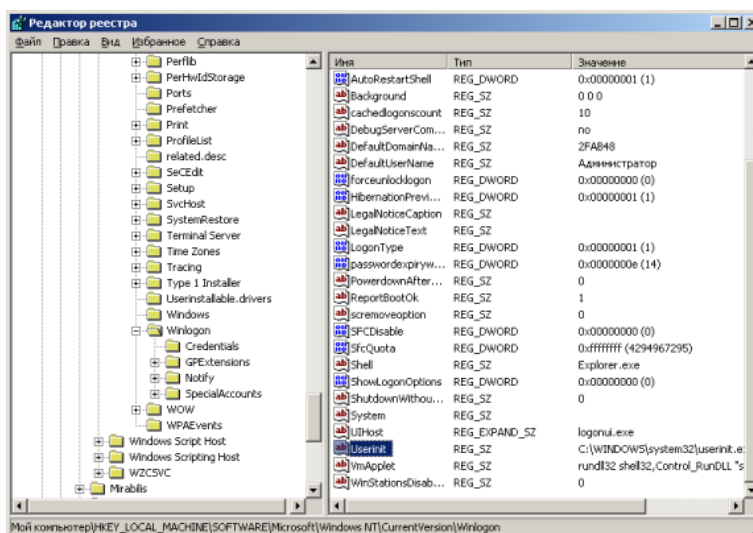 Редактор реестра
Файл Правка Вид Избранное Справка
Perflib
PerHwIdStorage
Ports
Prefetcher
Print
ProfileList
related.desc
SeCEdit
Setup
SvcHost
SystemRestore
Terminal Server
Time Zones
Tracing
Type 1 Installer
Userinstallable.drivers
Windows
Winlogon
Credentials
GPExtensions
Notify
SpecialAccounts
WOW
WPAEvents
Windows Script Host
Windows Scripting Host
WZCSVC
Mirabilis
Имя Тип Значение
AutoRestartShell REG_DWORD 0x00000001 (1)
Background REG_SZ 0 0 0
cachedlogonscount REG_SZ 10
DebugServerCom... REG_SZ no
DefaultDomainNa... REG_SZ 2FAB48
DefaultUserName REG_SZ Администратор
forceunlocklogon REG_DWORD 0x00000000 (0)
HibernationPrevi... REG_DWORD 0x00000001 (1)
LegalNoticeCaption REG_SZ
LegalNoticeText REG_SZ
LogonType REG_DWORD 0x00000001 (1)
passwordexpiryw... REG_DWORD 0x0000000e (14)
PowerdownAfter... REG_SZ 0
ReportBootOk REG_SZ 1
scremoveoption REG_SZ 0
SFCDisable REG_DWORD 0x00000000 (0)
SfcQuota REG_DWORD 0xffffffff (4294967295)
Shell REG_SZ Explorer.exe
ShowLogonOptions REG_DWORD 0x00000000 (0)
ShutdownWithou... REG_SZ 0
System REG_SZ
UIHost REG_EXPAND_SZ logonui.exe
Userinit REG_SZ C:\WINDOWS\system32\userinit.e
VmApplet REG_SZ rundll32 shell32,Control_RunDLL "s
WinStationsDisab... REG_SZ 0
Мой компьютер\HKEY_LOCAL_MACHINE\SOFTWARE\Microsoft\Windows NT\CurrentVersion\Winlogon